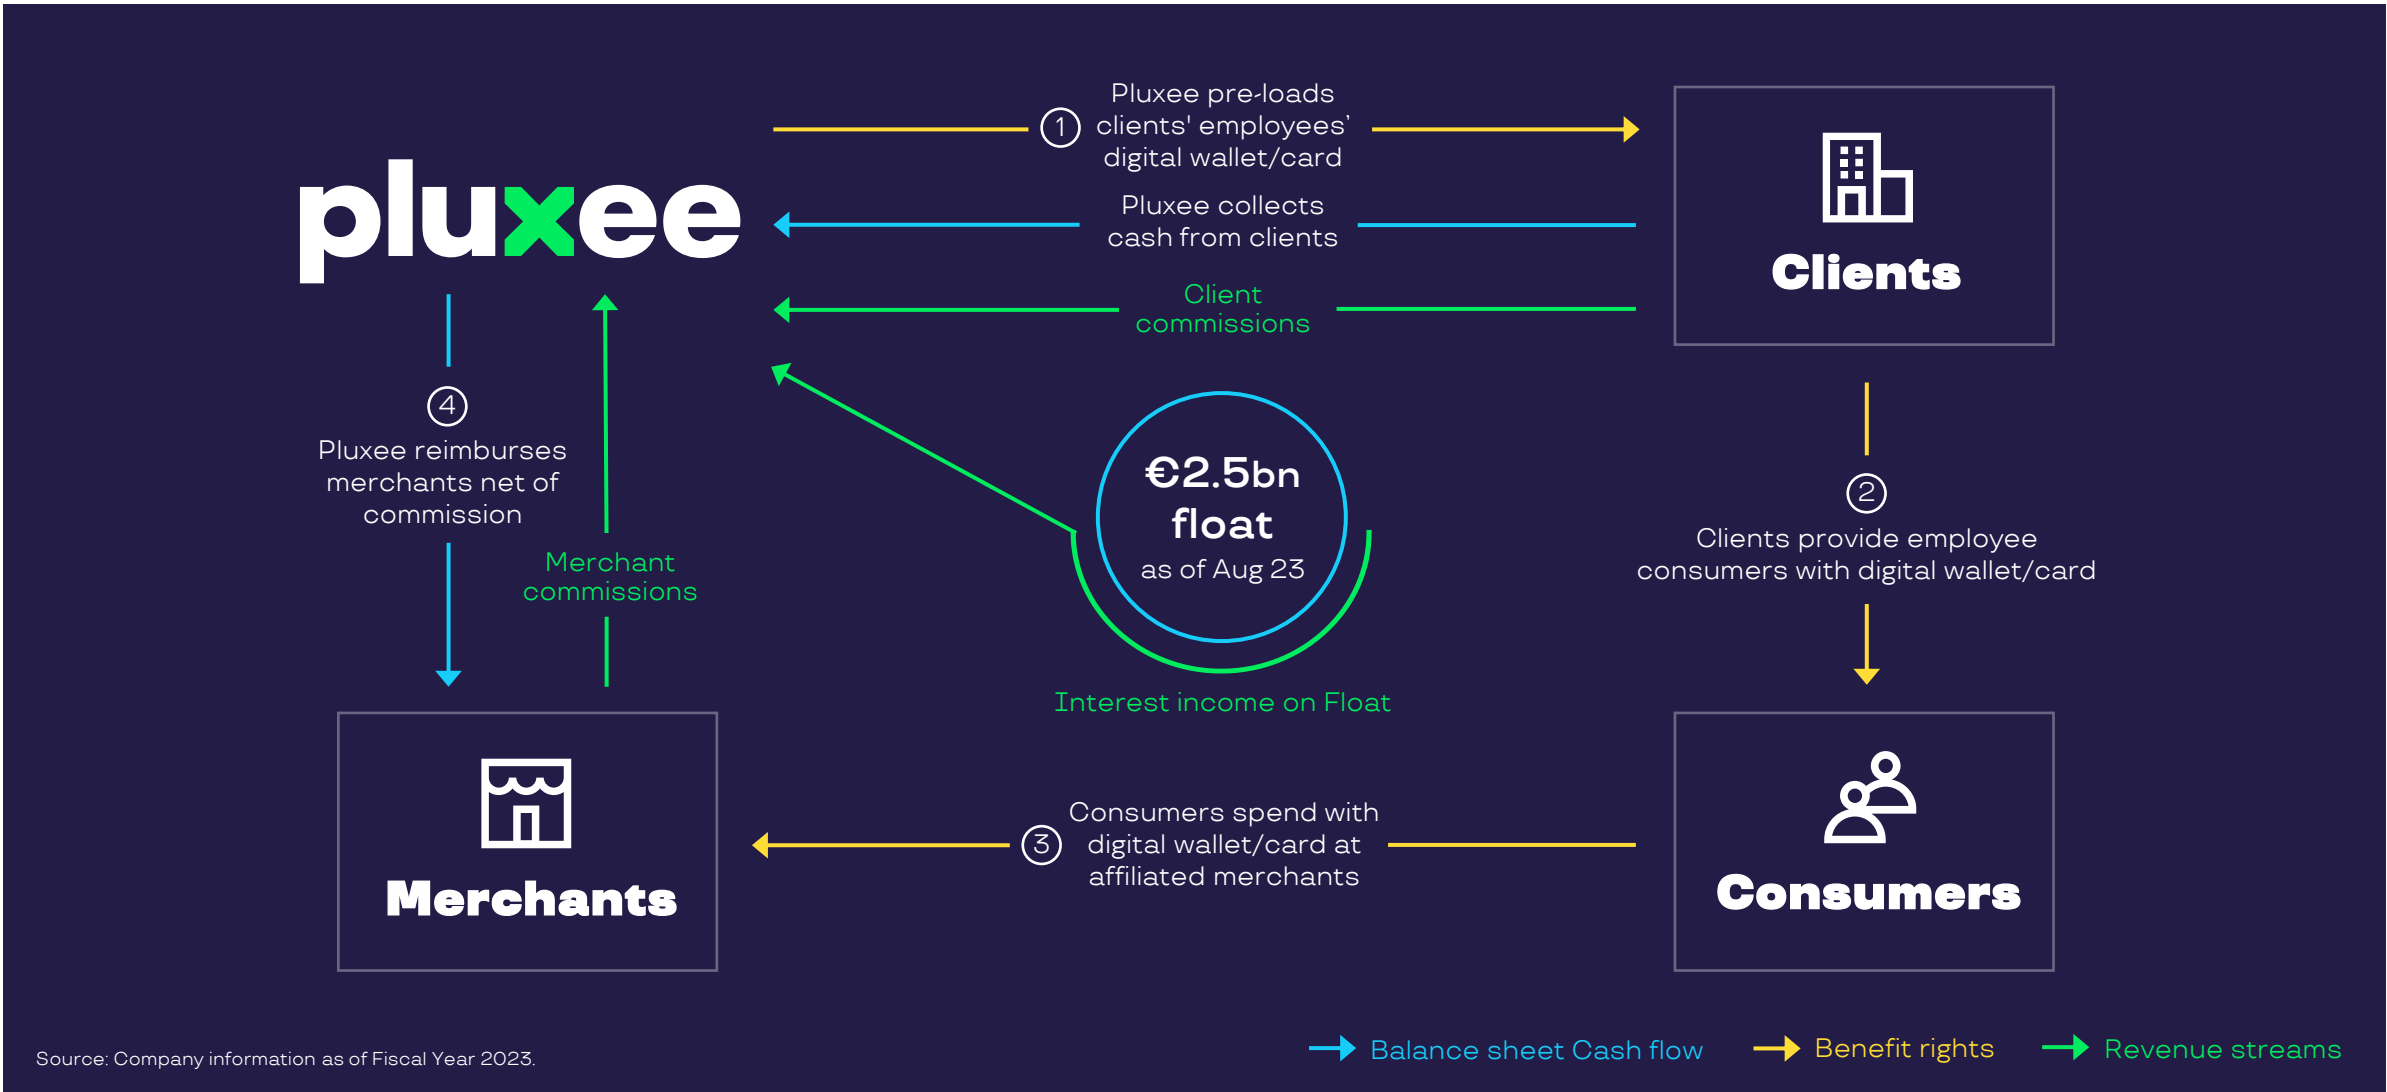 pluxee
1
Pluxee pre-loads
clients' employees’
digital wallet/card
Pluxee collects
cash from clients
Client
commissions
Clients
4
Pluxee reimburses
merchants net of
commission
Merchant
commissions
€2.5bn
float
as of Aug 23
Interest income on Float
2
Clients provide employee
consumers with digital wallet/card
Merchants
3
Consumers spend with
digital wallet/card at
affiliated merchants
Consumers
Source: Company information as of Fiscal Year 2023.
Balance sheet Cash flow
Benefit rights
Revenue streams